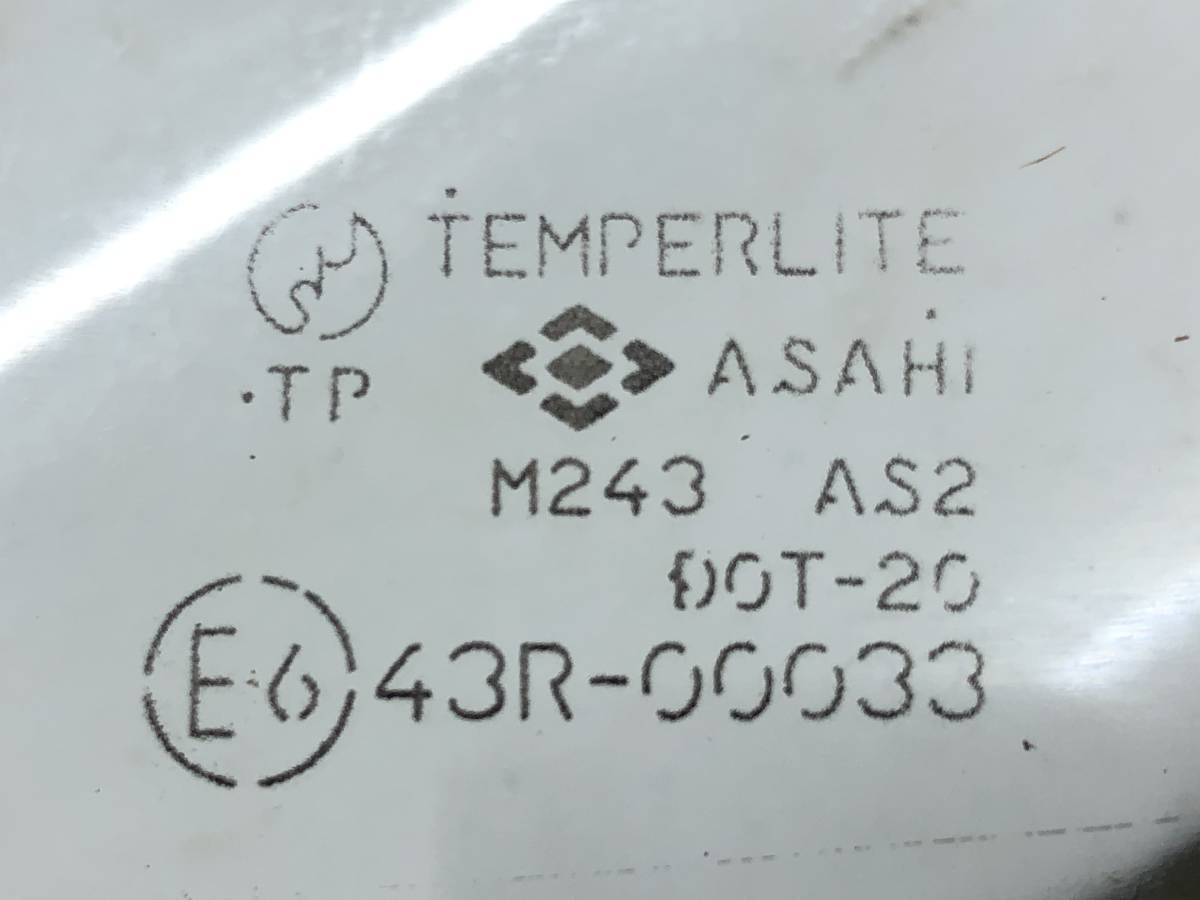 TEMPERLITE
TP
ASAHI
M243 AS2
DOT-20
E6 43R-00033